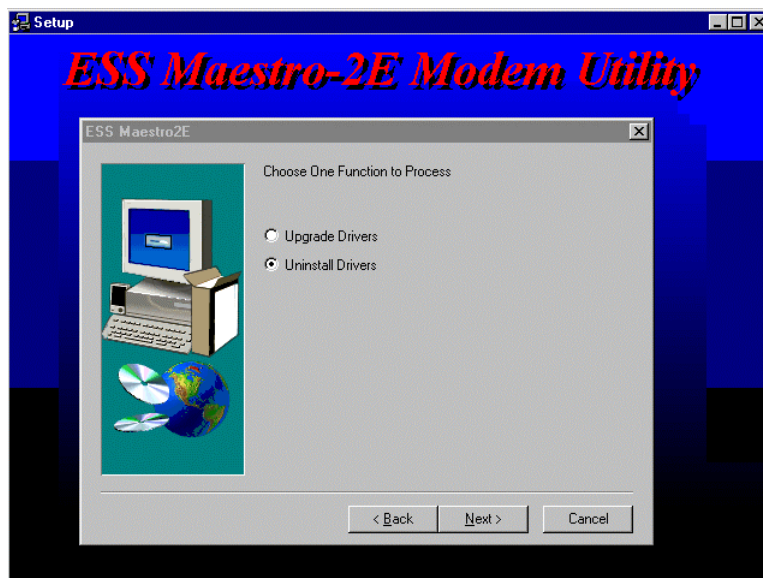 Setup
ESS Maestro-2E Modem Utility
ESS Maestro2E
Choose One Function to Process
Upgrade Drivers
Uninstall Drivers
< Back
Next >
Cancel